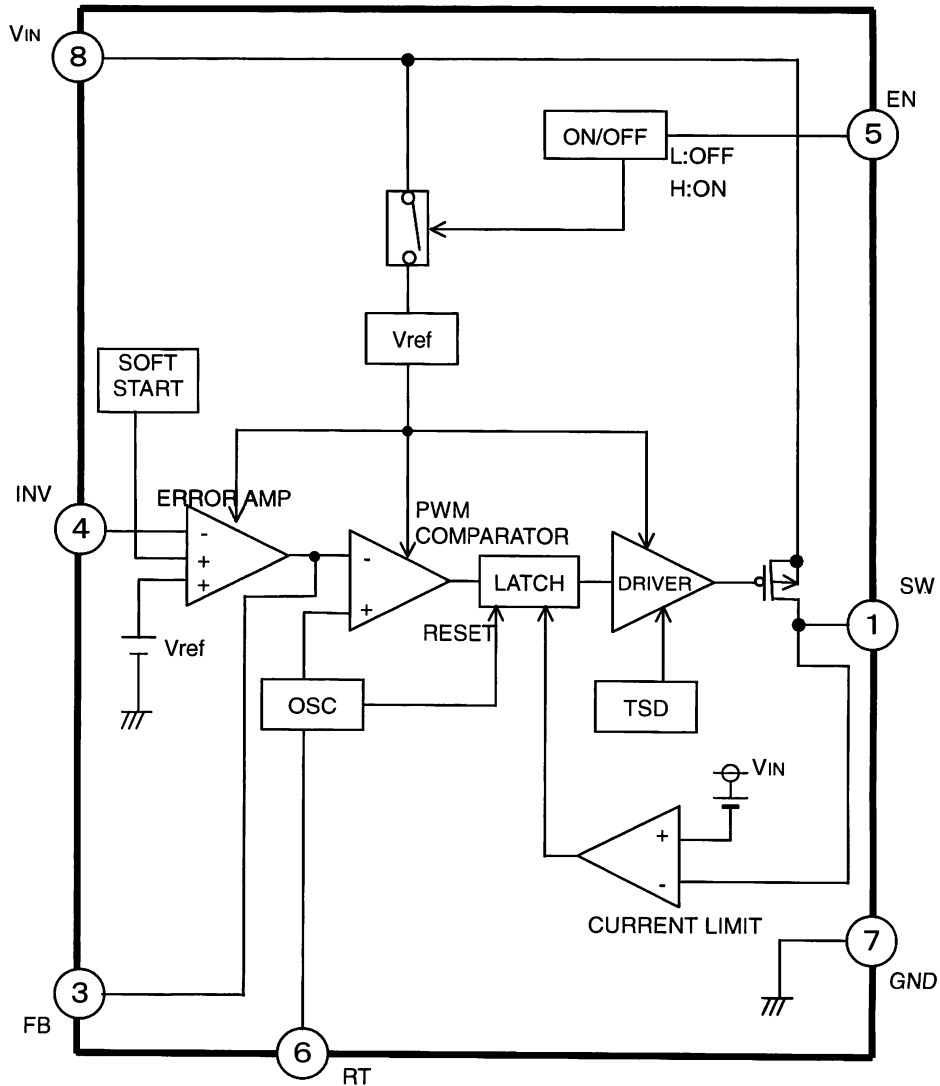 VIN
8
EN
5
ON/OFF
L:OFF
H:ON
Vref
SOFT
START
INV
4
ERROR AMP
-
+
+
PWM
COMPARATOR
-
+
LATCH
RESET
DRIVER
SW
1
Vref
OSC
TSD
VIN
+
-
CURRENT LIMIT
7
GND
3
FB
6
RT